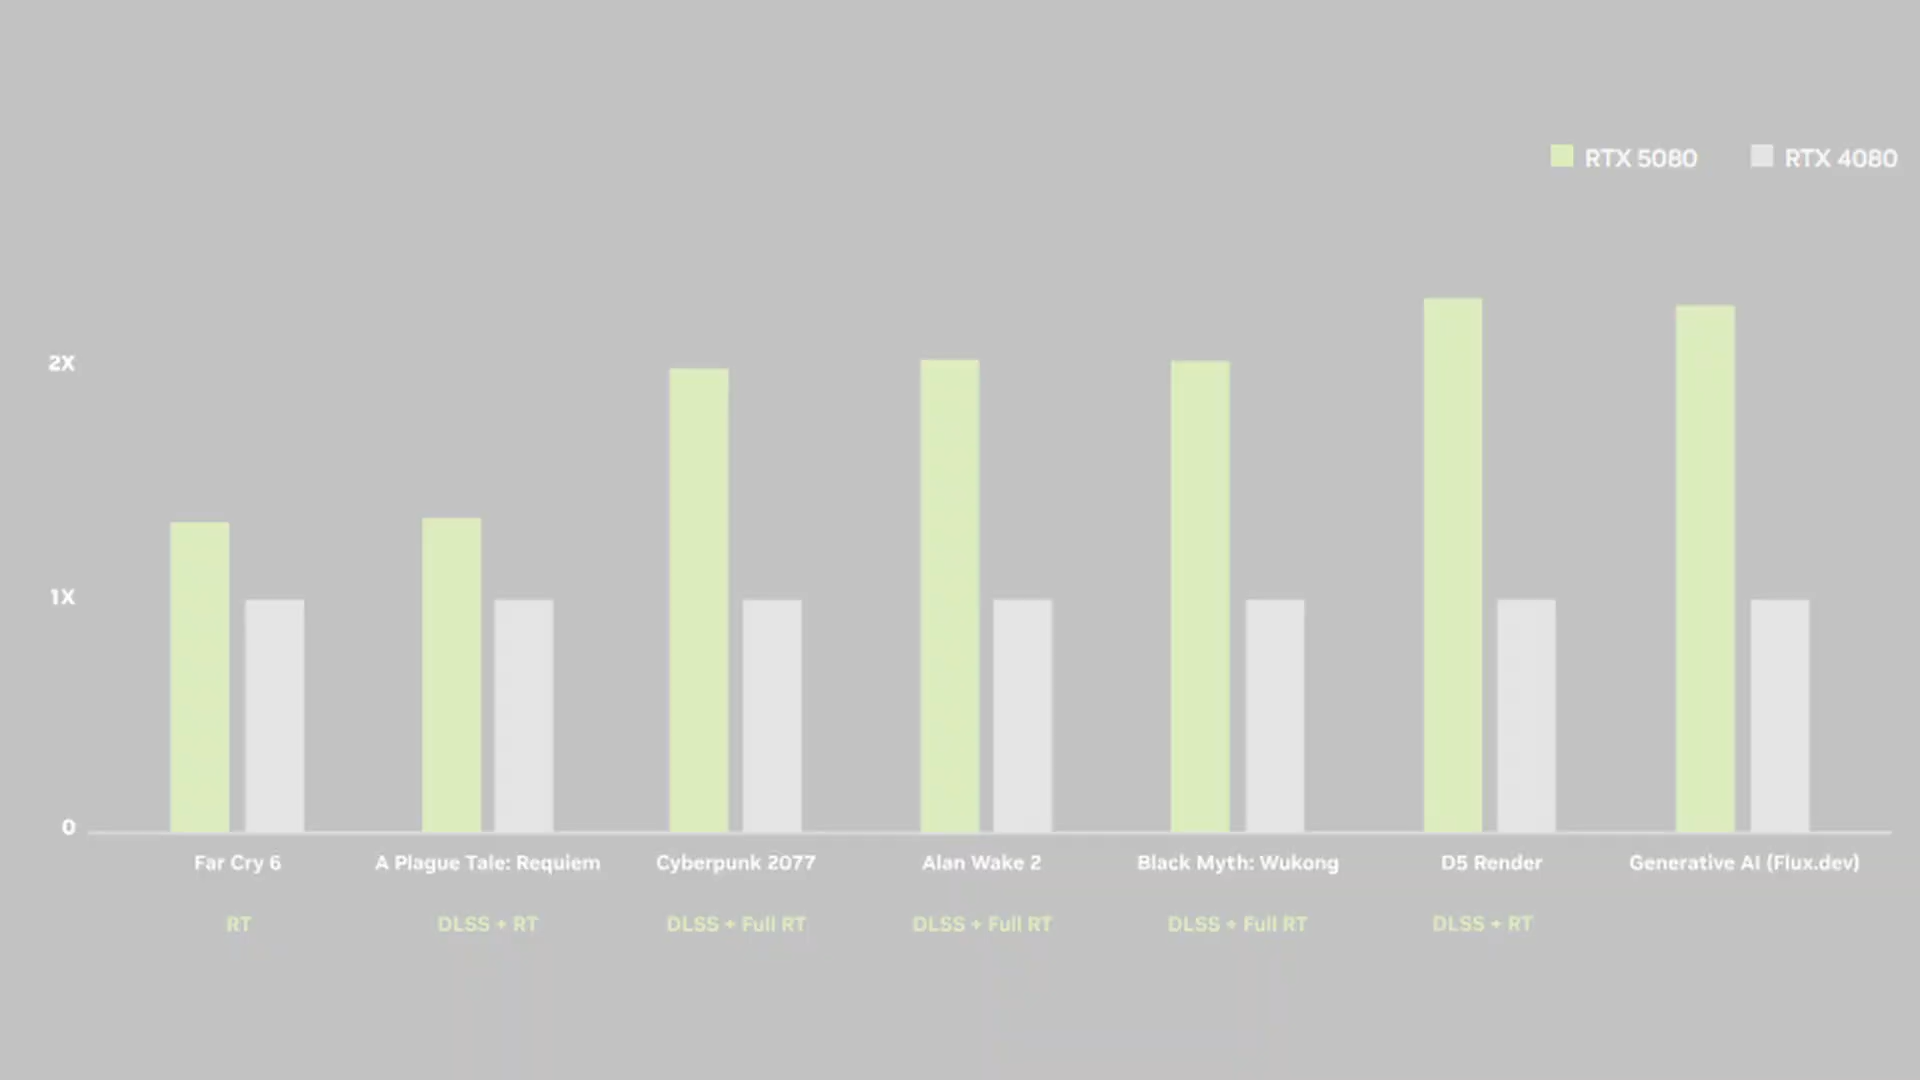 RTX 5080
RTX 4080
2X
1X
0
Far Cry 6
A Plague Tale: Requiem
Cyberpunk 2077
Alan Wake 2
Black Myth: Wukong
D5 Render
Generative AI (Flux.dev)
RT
DLSS + RT
DLSS + Full RT
DLSS + Full RT
DLSS + Full RT
DLSS + RT